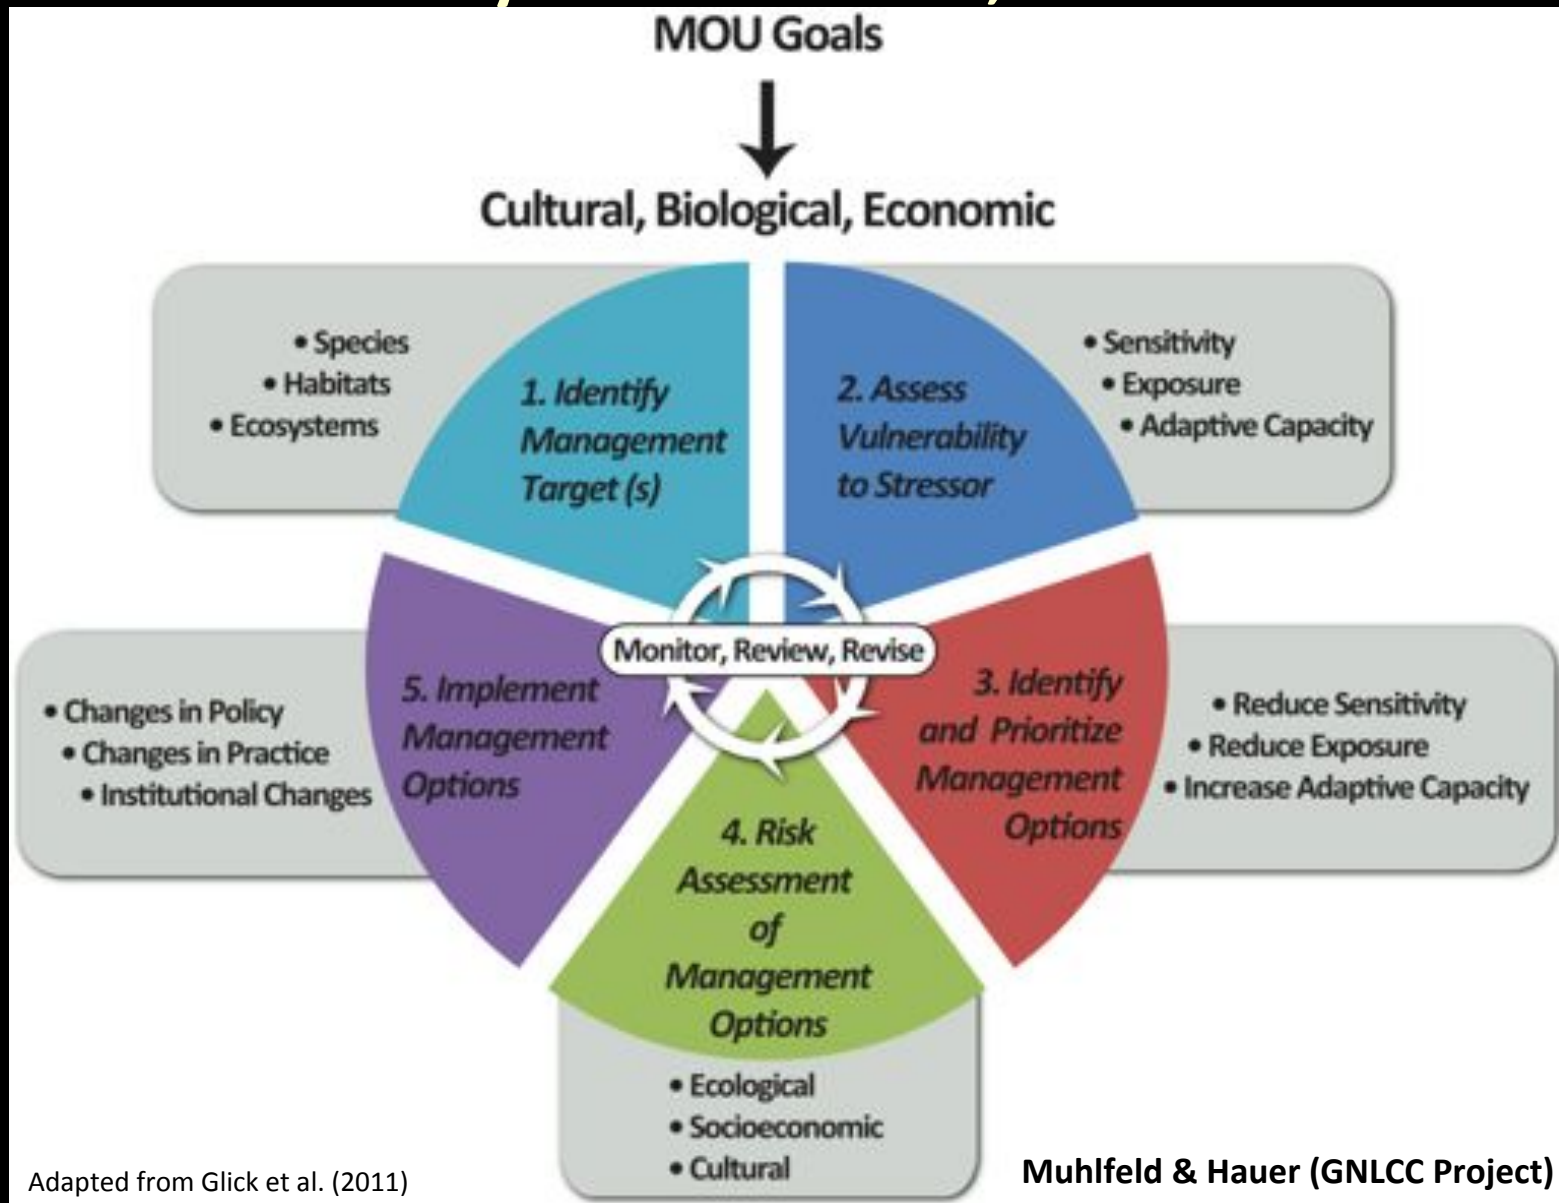 MOU Goals
Cultural, Biological, Economic
• Species
• Habitats
• Ecosystems
1. Identify
Management
Target (s)
2. Assess
Vulnerability
to Stressor
• Sensitivity
• Exposure
• Adaptive Capacity
Monitor, Review, Revise
3. Identify
and Prioritize
Management
Options
• Reduce Sensitivity
• Reduce Exposure
• Increase Adaptive Capacity
4. Risk
Assessment
of
Management
Options
• Ecological
• Socioeconomic
• Cultural
5. Implement
Management
Options
• Changes in Policy
• Changes in Practice
• Institutional Changes
Adapted from Glick et al. (2011)
Muhlfeld & Hauer (GNLCC Project)